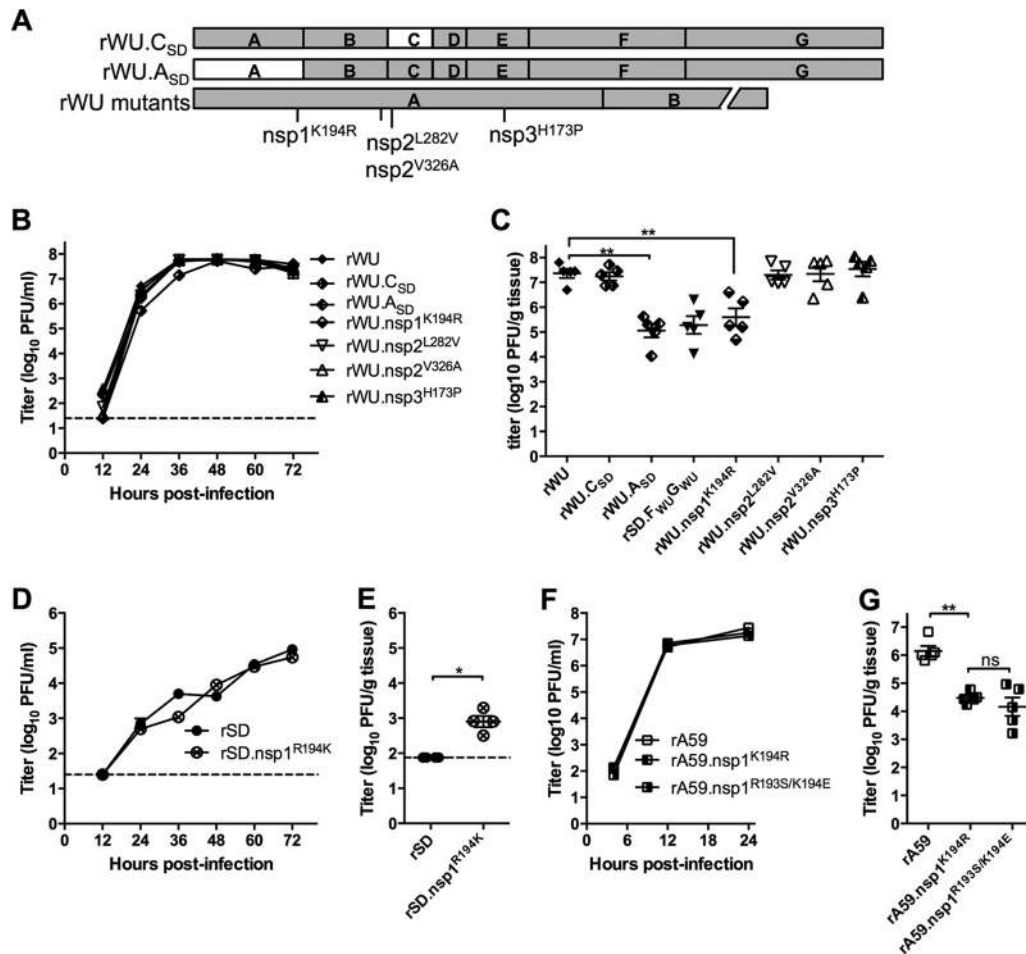 A
rWU.CSD A B C D E F G
rWU.ASD A B C D E F G
rWU mutants A B
nsp1K194R nsp2L282V nsp3H173P
nsp2V326A
B
Titer (log10 PFU/ml)
9
8
7
6
5
4
3
2
1
0
0 12 24 36 48 60 72
Hours post-infection
rWU
rWU.CSD
rWU.ASD
rWU.nsp1K194R
rWU.nsp2L282V
rWU.nsp2V326A
rWU.nsp3H173P
C
titer (log10 PFU/g tissue)
9
8
7
6
5
4
3
2
1
0
**
**
rWU
rWU.CSD
rWU.ASD
rSD.FWUGWU
rWU.nsp1K194R
rWU.nsp2L282V
rWU.nsp2V326A
rWU.nsp3H173P
D
Titer (log10 PFU/ml)
6
5
4
3
2
1
0
0 12 24 36 48 60 72
Hours post-infection
rSD
rSD.nsp1R194K
E
Titer (log10 PFU/g tissue)
6
5
4
3
2
1
0
*
rSD
rSD.nsp1R194K
F
Titer (log10 PFU/ml)
8
7
6
5
4
3
2
1
0
0 6 12 18 24
Hours post-infection
rA59
rA59.nsp1K194R
rA59.nsp1R193S/K194E
G
Titer (log10 PFU/g tissue)
7
6
5
4
3
2
1
0
**
ns
rA59
rA59.nsp1K194R
rA59.nsp1R193S/K194E